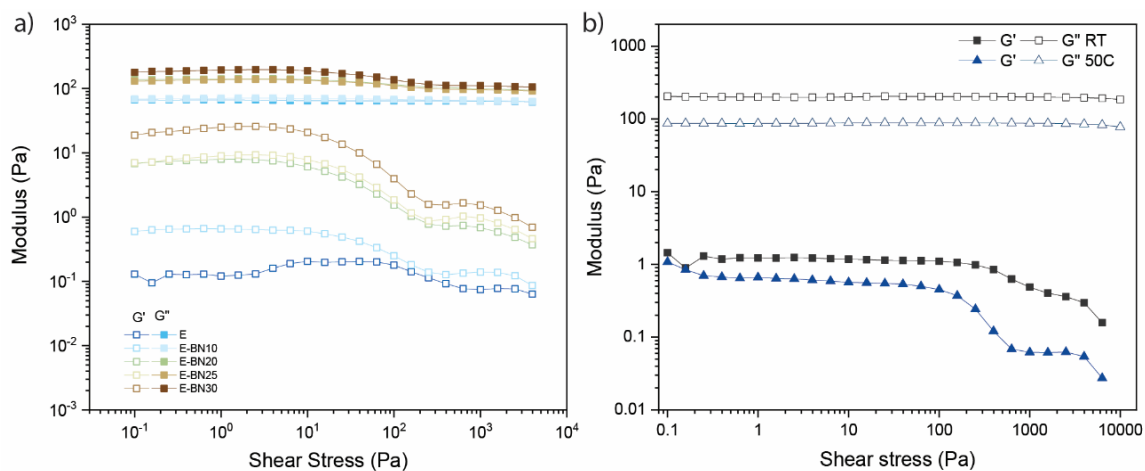 a)
10³
10²
10¹
10⁰
10⁻¹
10⁻²
10⁻³
Modulus (Pa)
G' G"
E
E-BN10
E-BN20
E-BN25
E-BN30
10⁻¹ 10⁰ 10¹ 10² 10³ 10⁴
Shear Stress (Pa)
b)
G' G" RT
G' G" 50C
1000
100
10
1
0.1
0.01
Modulus (Pa)
0.1 1 10 100 1000 10000
Shear stress (Pa)